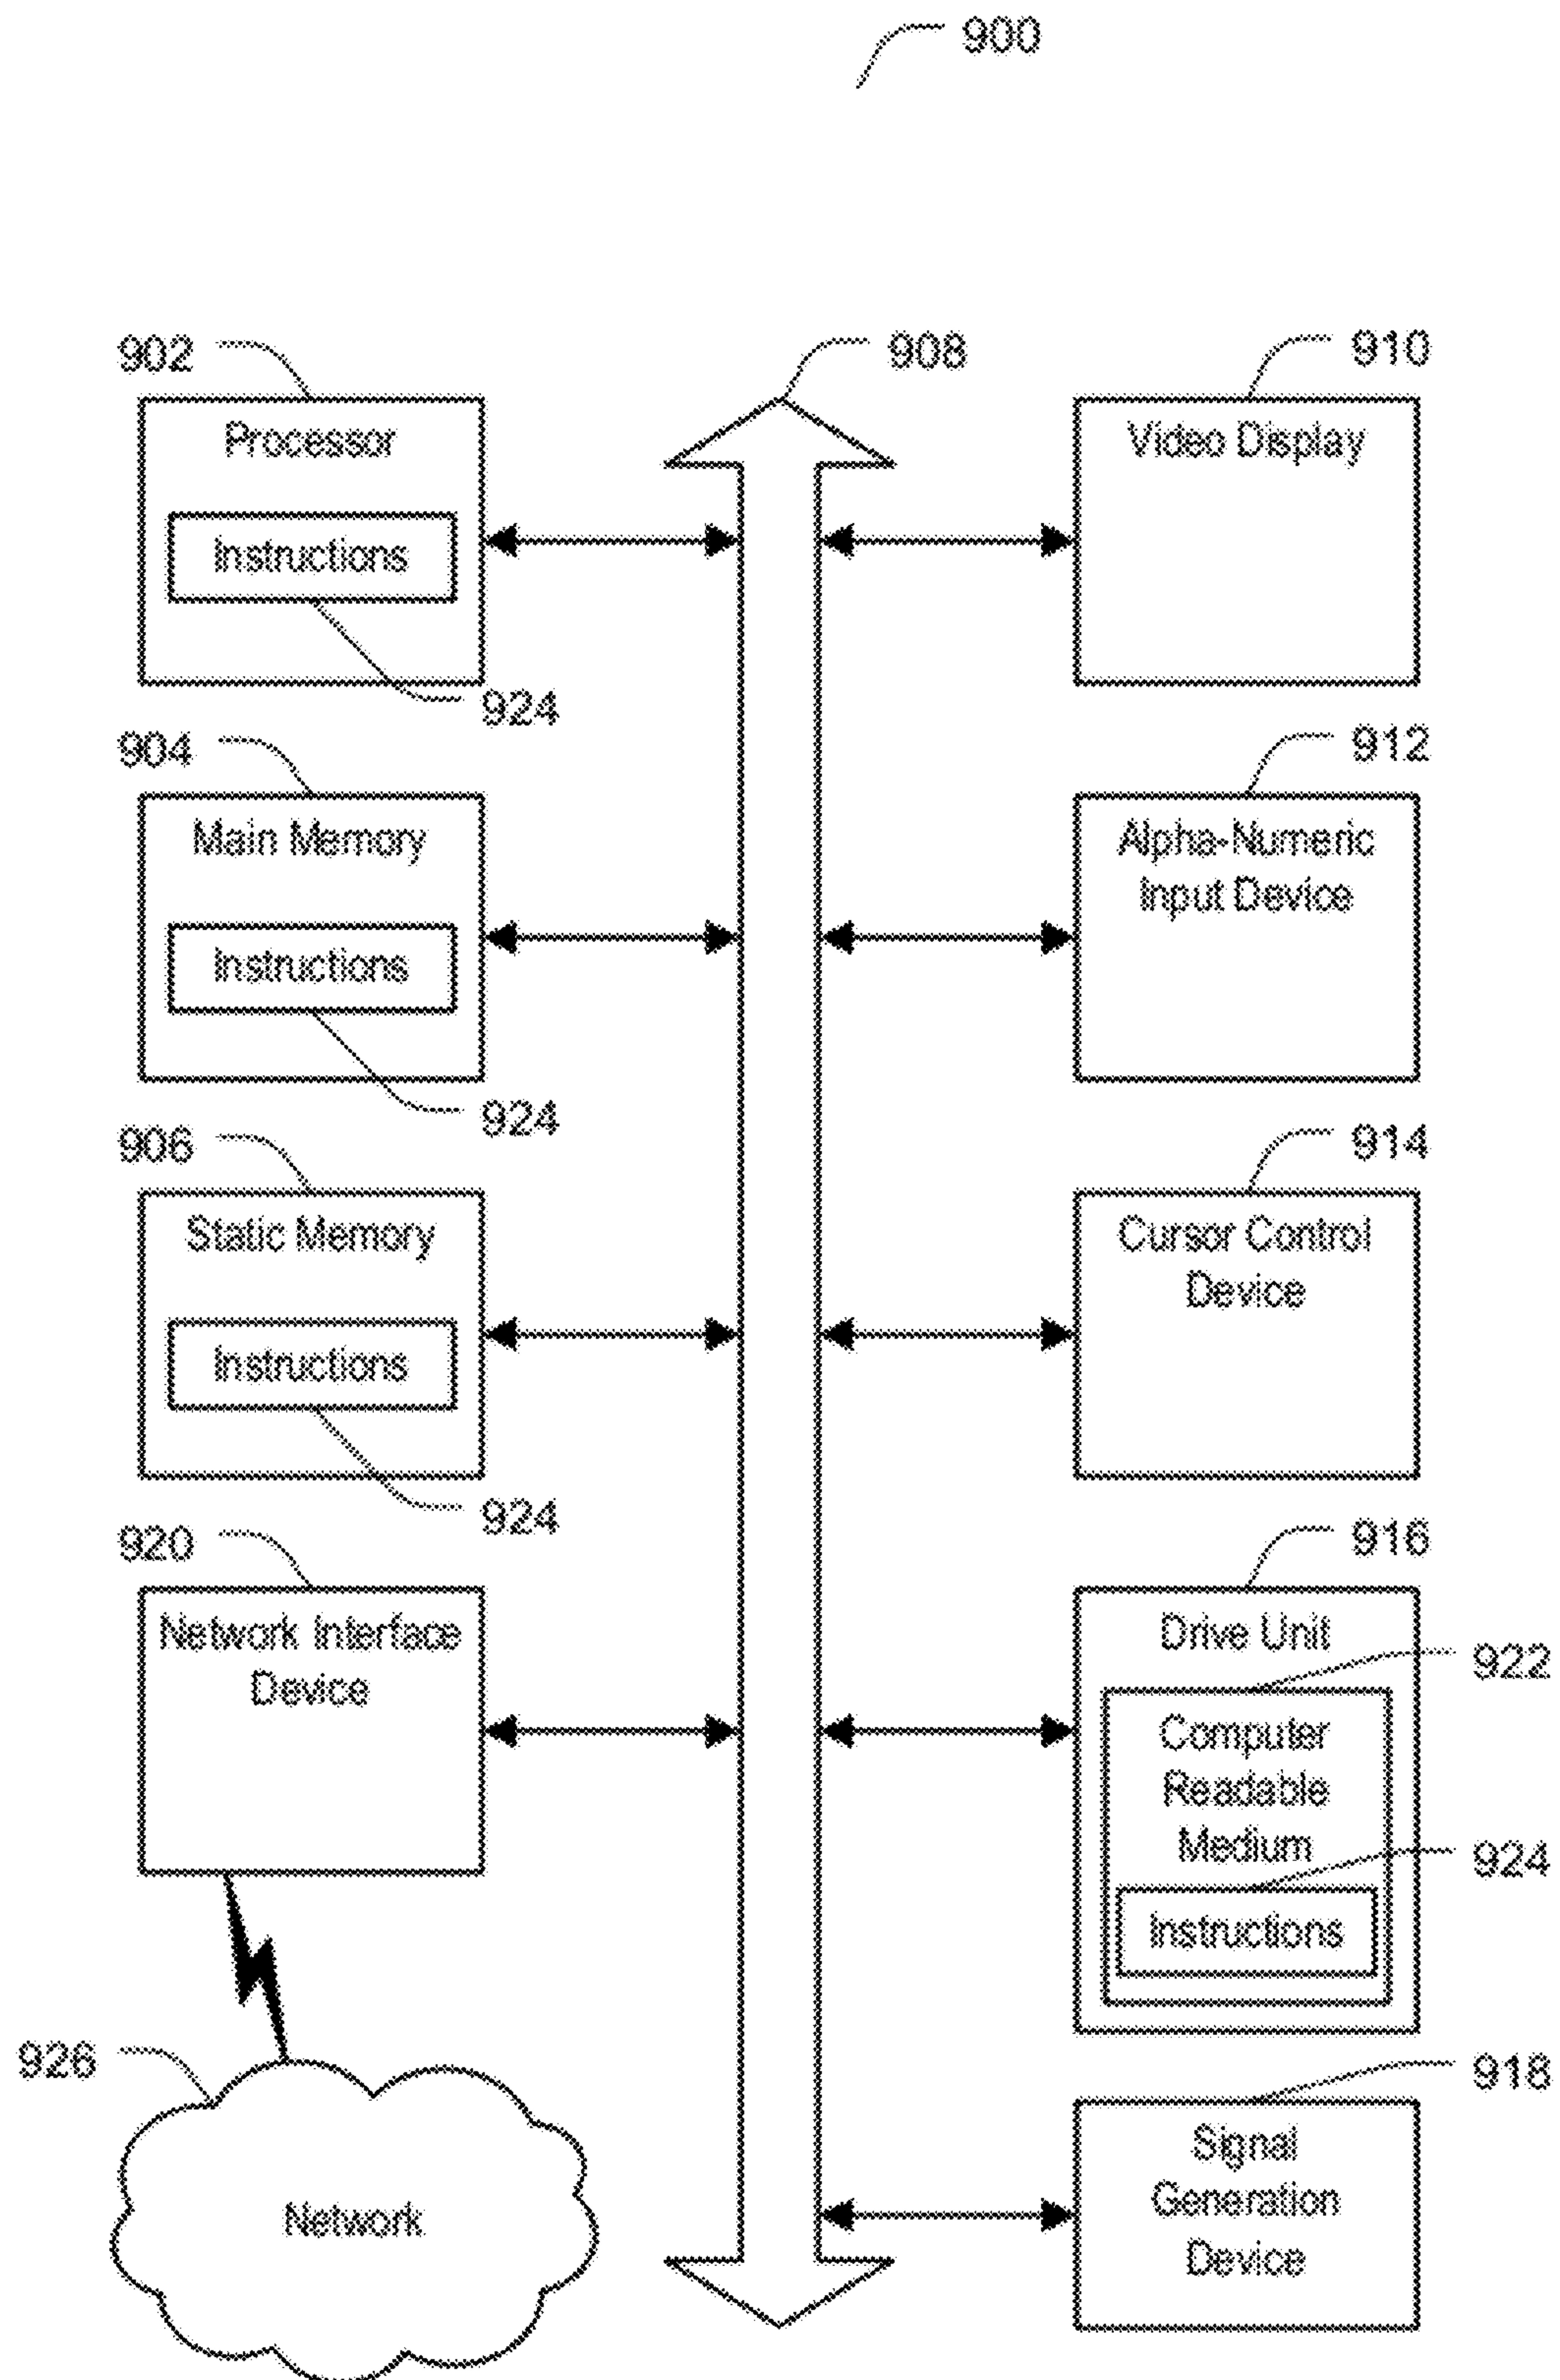 900
902
908
910
Processor
Instructions
924
Video Display
904
912
Main Memory
Instructions
924
Alpha-Numeric
Input Device
906
914
Static Memory
Instructions
924
Cursor Control
Device
920
916
Network Interface
Device
Drive Unit
922
Computer
Readable
Medium
924
Instructions
926
Network
918
Signal
Generation
Device